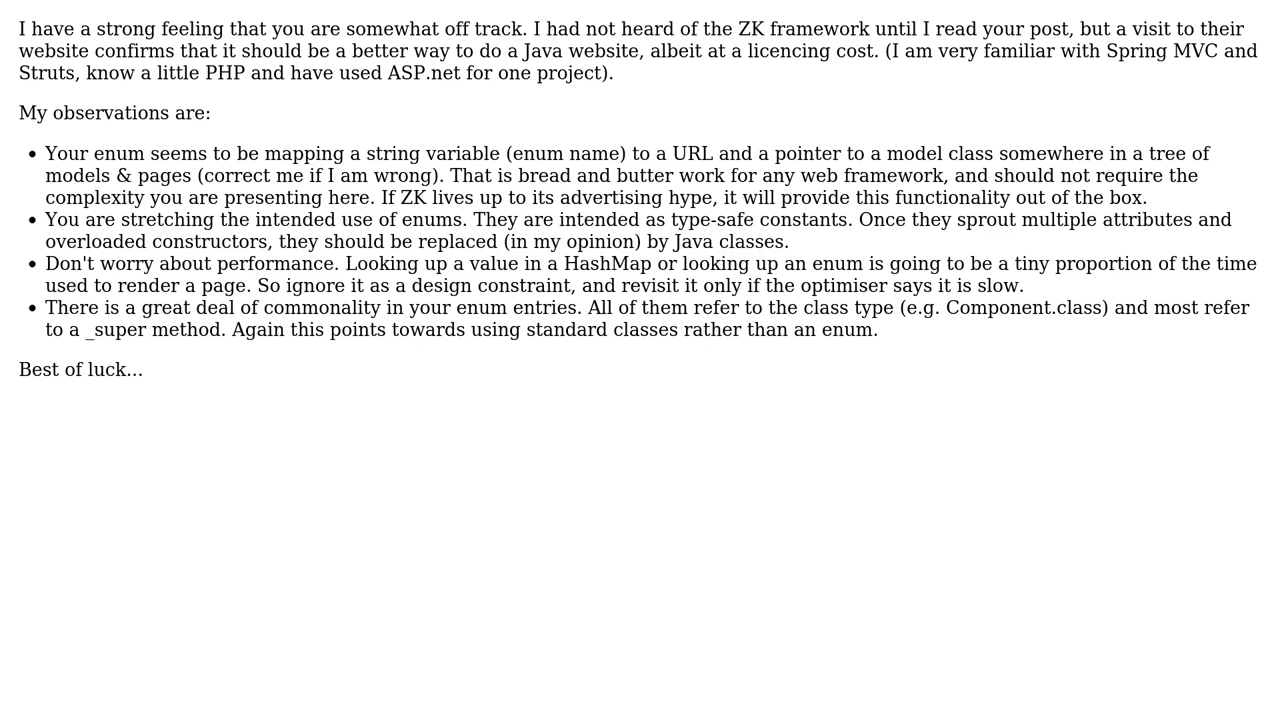 I have a strong feeling that you are somewhat off track. I had not heard of the ZK framework until I read your post, but a visit to their
website confirms that it should be a better way to do a Java website, albeit at a licencing cost. (I am very familiar with Spring MVC and
Struts, know a little PHP and have used ASP.net for one project).
My observations are:
• Your enum seems to be mapping a string variable (enum name) to a URL and a pointer to a model class somewhere in a tree of
models & pages (correct me if I am wrong). That is bread and butter work for any web framework, and should not require the
complexity you are presenting here. If ZK lives up to its advertising hype, it will provide this functionality out of the box.
• You are stretching the intended use of enums. They are intended as type-safe constants. Once they sprout multiple attributes and
overloaded constructors, they should be replaced (in my opinion) by Java classes.
• Don't worry about performance. Looking up a value in a HashMap or looking up an enum is going to be a tiny proportion of the time
used to render a page. So ignore it as a design constraint, and revisit it only if the optimiser says it is slow.
• There is a great deal of commonality in your enum entries. All of them refer to the class type (e.g. Component.class) and most refer
to a _super method. Again this points towards using standard classes rather than an enum.
Best of luck...